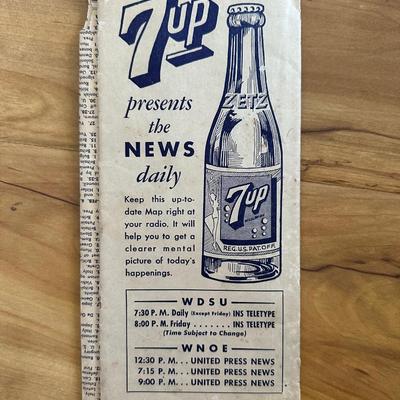 7up
presents
the
NEWS
daily
Keep this up-to-
date Map right at
your radio. It will
help you to get a
clearer mental
picture of today's
happenings.
ZETZ
7up
REG.U.S.PAT.OFF.
WDSU
7:30 P. M. Daily (Except Friday) INS TELETYPE
8:00 P. M. Friday ....... INS TELETYPE
(Time Subject to Change)
WNOE
12:30 P. M... UNITED PRESS NEWS
7:15 P. M... UNITED PRESS NEWS
9:00 P. M... UNITED PRESS NEWS